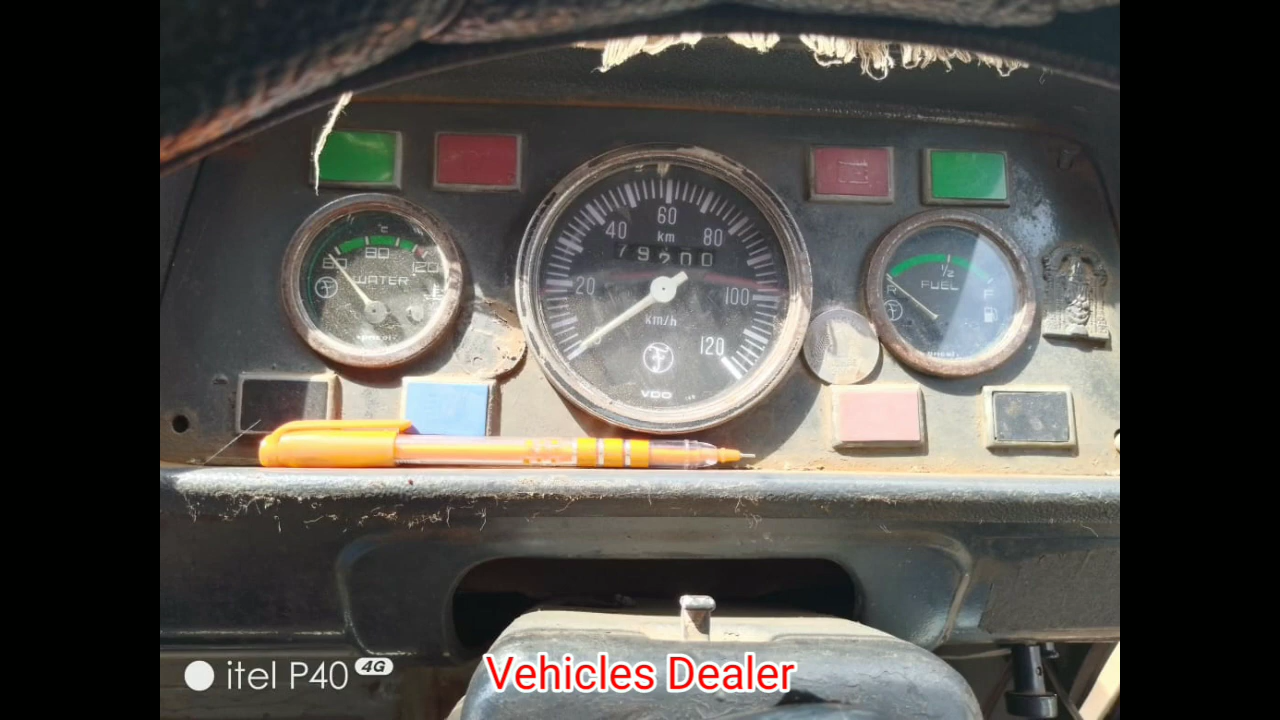 °C
60 80 120
WATER
20 40 60 80 100 120
km
79200
km/h
VDO
1/2
FUEL
R
F
itel P40 4G
Vehicles Dealer